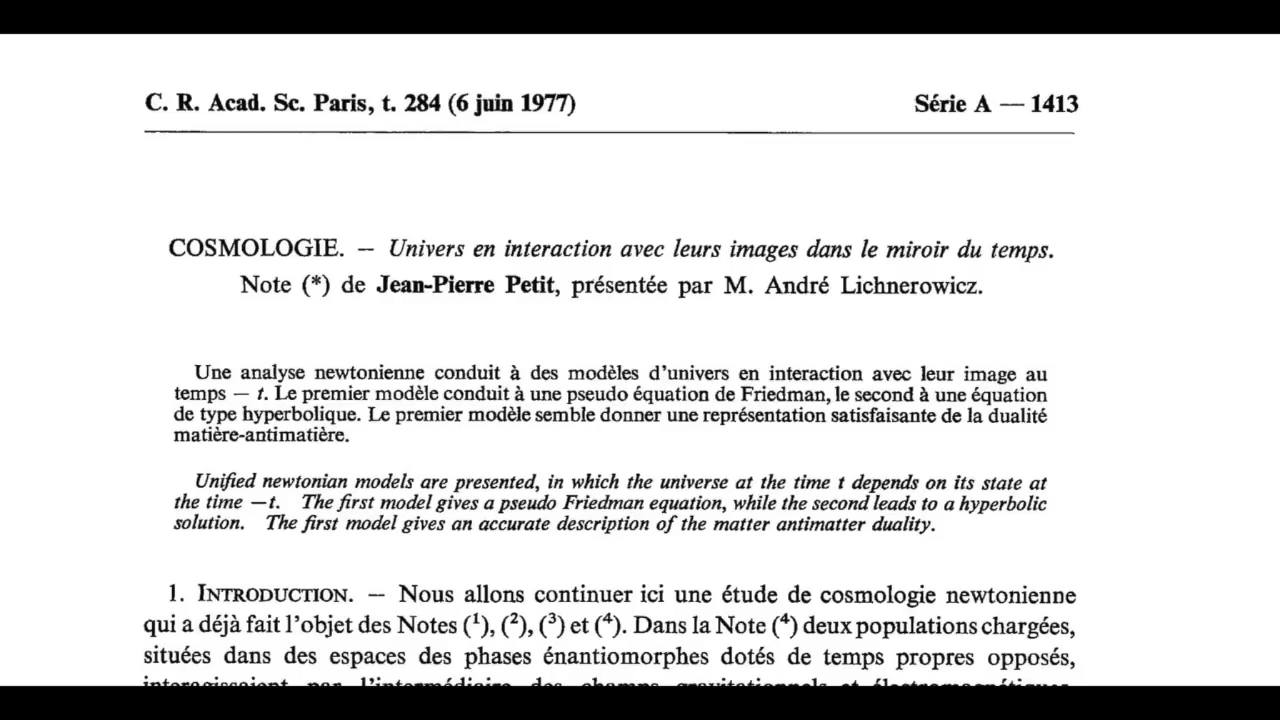 C. R. Acad. Sc. Paris, t. 284 (6 juin 1977)
Série A — 1413
COSMOLOGIE. — Univers en interaction avec leurs images dans le miroir du temps.
Note (*) de Jean-Pierre Petit, présentée par M. André Lichnerowicz.
Une analyse newtonienne conduit à des modèles d'univers en interaction avec leur image au
temps — t. Le premier modèle conduit à une pseudo équation de Friedman, le second à une équation
de type hyperbolique. Le premier modèle semble donner une représentation satisfaisante de la dualité
matière-antimatière.
Unified newtonian models are presented, in which the universe at the time t depends on its state at
the time —t. The first model gives a pseudo Friedman equation, while the second leads to a hyperbolic
solution. The first model gives an accurate description of the matter antimatter duality.
1. INTRODUCTION. — Nous allons continuer ici une étude de cosmologie newtonienne
qui a déjà fait l'objet des Notes (¹), (²), (³) et (⁴). Dans la Note (⁴) deux populations chargées,
situées dans des espaces des phases énantiomorphes dotés de temps propres opposés,
interagissaient par l'intermédiaire des champs gravitationnels et électromagnétiques.